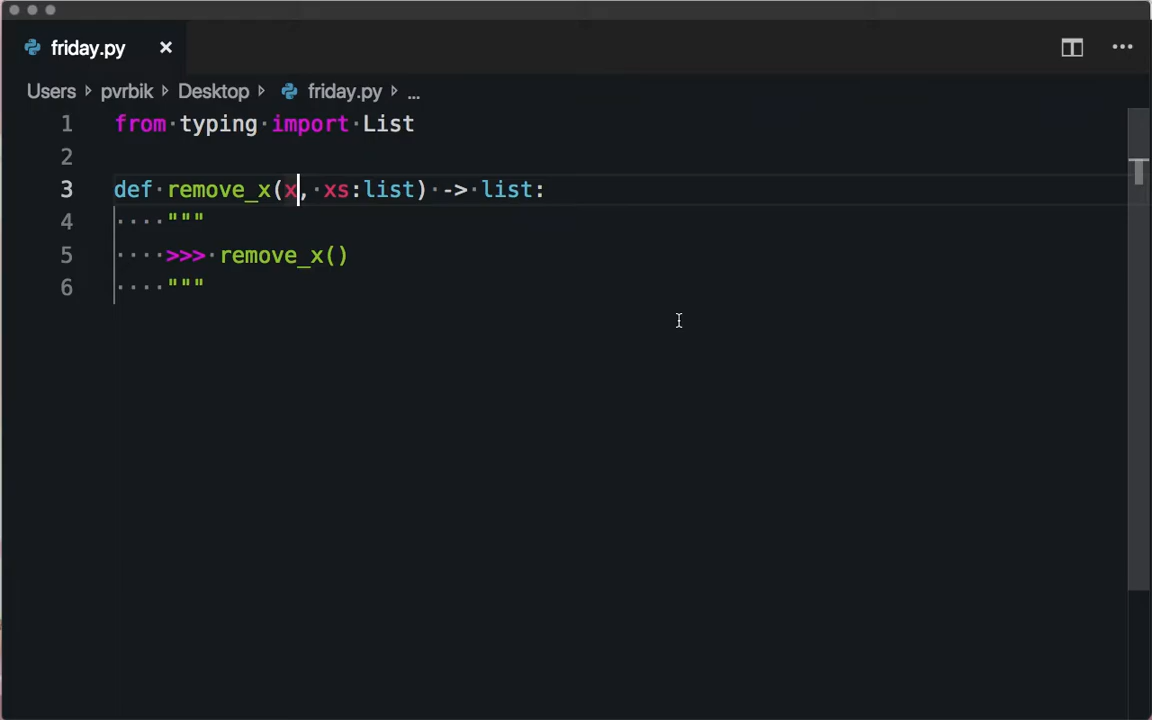 friday.py
Users pvrbik Desktop friday.py ...
1 from typing import List
2
3 def remove_x(x, xs:list) -> list:
4 """
5 >>> remove_x()
6 """